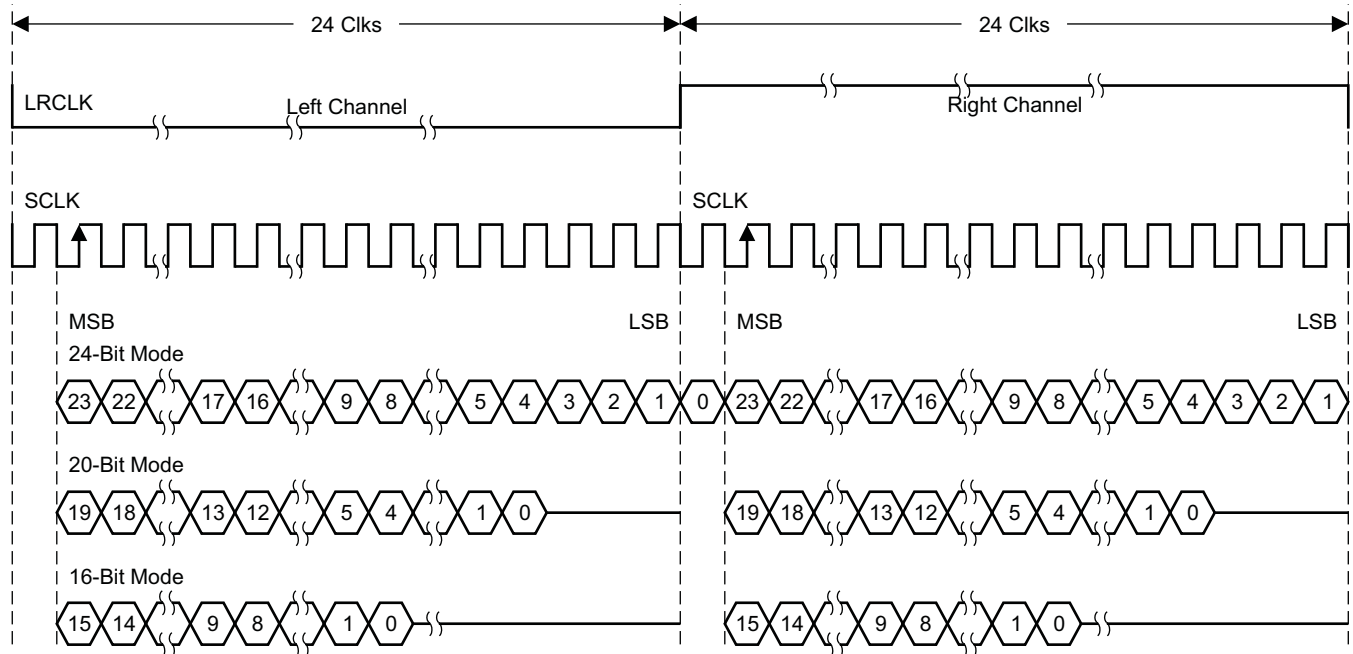 24 Clks 24 Clks
LRCLK Left Channel Right Channel
SCLK SCLK
MSB LSB MSB LSB
24-Bit Mode
23 22 17 16 9 8 5 4 3 2 1 0 23 22 17 16 9 8 5 4 3 2 1
20-Bit Mode
19 18 13 12 5 4 1 0 19 18 13 12 5 4 1 0
16-Bit Mode
15 14 9 8 1 0 15 14 9 8 1 0